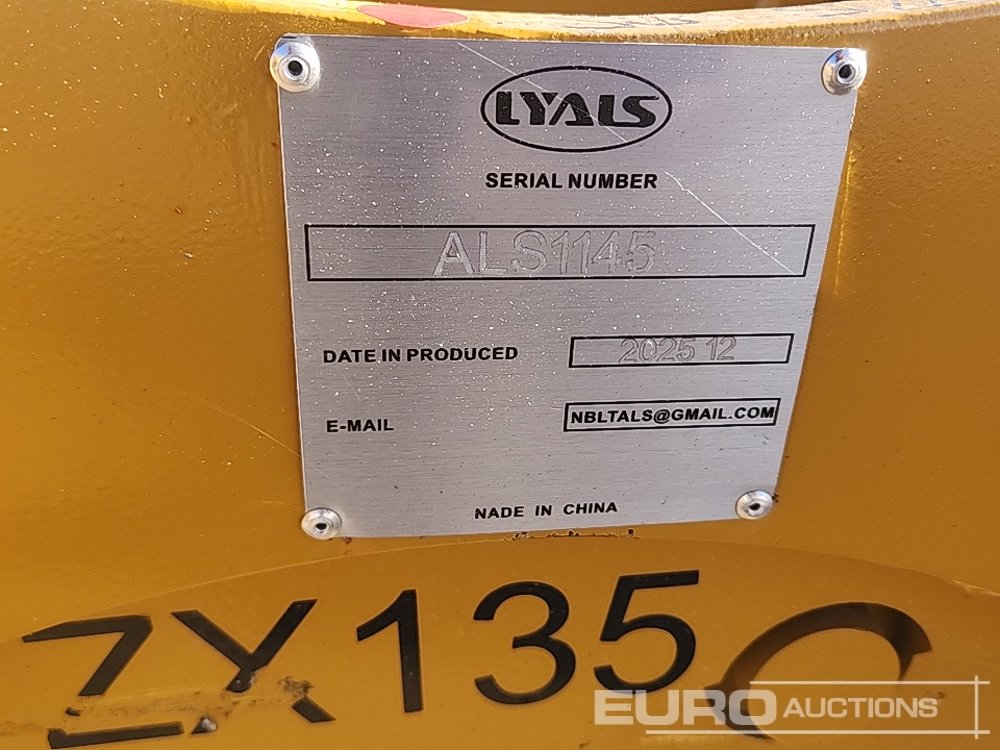 LYALS
SERIAL NUMBER
ALS1145
DATE IN PRODUCED 2025 12
E-MAIL NBLTALS@GMAIL.COM
NADE IN CHINA
ZX135
EURO AUCTIONS